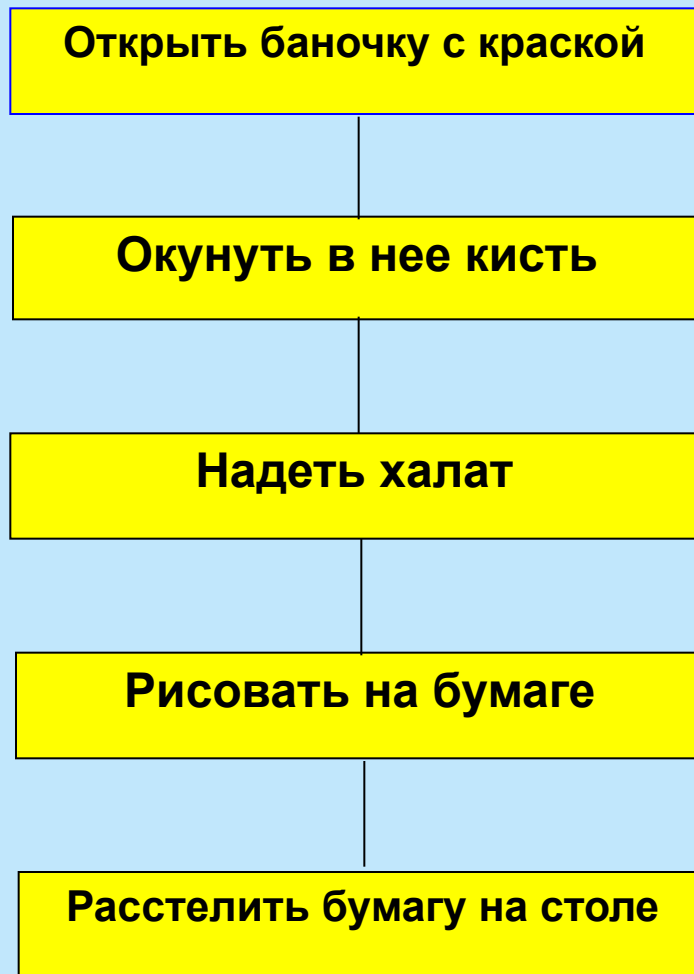 Открыть баночку с краской
Окунуть в нее кисть
Надеть халат
Рисовать на бумаге
Расстелить бумагу на столе